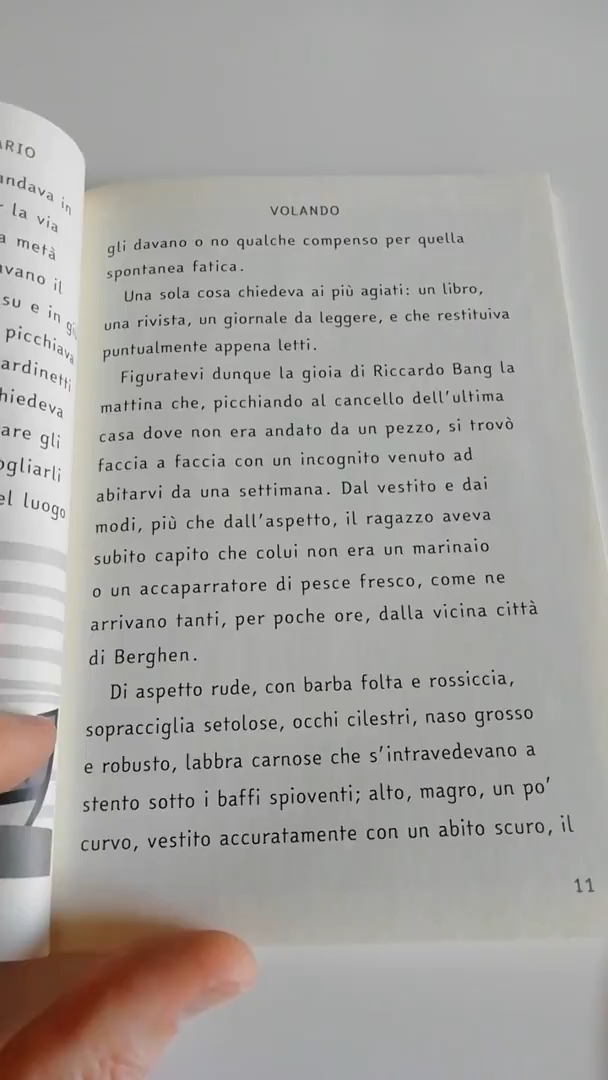 ARIO
andava in
la via
a metà
avano il
su e in
picchiava
ardinetti
hiedeva
are gli
ogliarli
el luogo
VOLANDO
gli davano o no qualche compenso per quella
spontanea fatica.
Una sola cosa chiedeva ai più agiati: un libro,
una rivista, un giornale da leggere, e che restituiva
puntualmente appena letti.
Figuratevi dunque la gioia di Riccardo Bang la
mattina che, picchiando al cancello dell'ultima
casa dove non era andato da un pezzo, si trovò
faccia a faccia con un incognito venuto ad
abitarvi da una settimana. Dal vestito e dai
modi, più che dall'aspetto, il ragazzo aveva
subito capito che colui non era un marinaio
o un accaparratore di pesce fresco, come ne
arrivano tanti, per poche ore, dalla vicina città
di Berghen.
Di aspetto rude, con barba folta e rossiccia,
sopracciglia setolose, occhi cilestri, naso grosso
e robusto, labbra carnose che s'intravedevano a
stento sotto i baffi spioventi; alto, magro, un po'
curvo, vestito accuratamente con un abito scuro, il
11